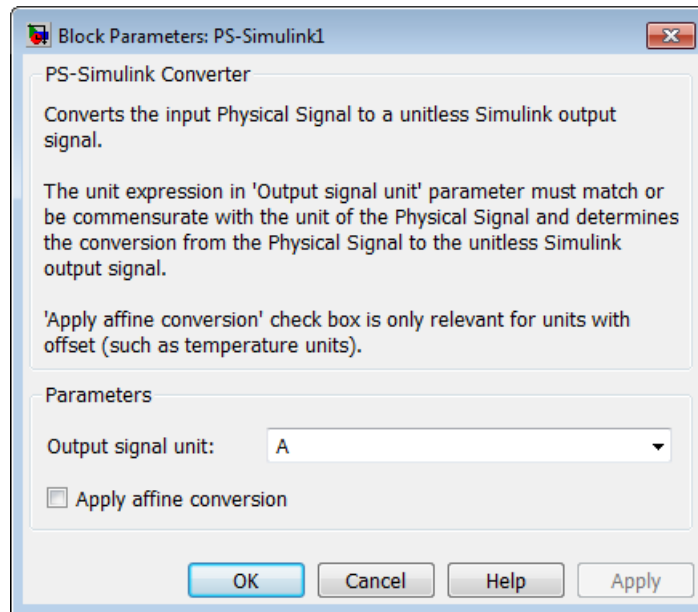 Block Parameters: PS-Simulink1
PS-Simulink Converter
Converts the input Physical Signal to a unitless Simulink output
signal.
The unit expression in 'Output signal unit' parameter must match or
be commensurate with the unit of the Physical Signal and determines
the conversion from the Physical Signal to the unitless Simulink
output signal.
'Apply affine conversion' check box is only relevant for units with
offset (such as temperature units).
Parameters
Output signal unit: A
Apply affine conversion
OK Cancel Help Apply